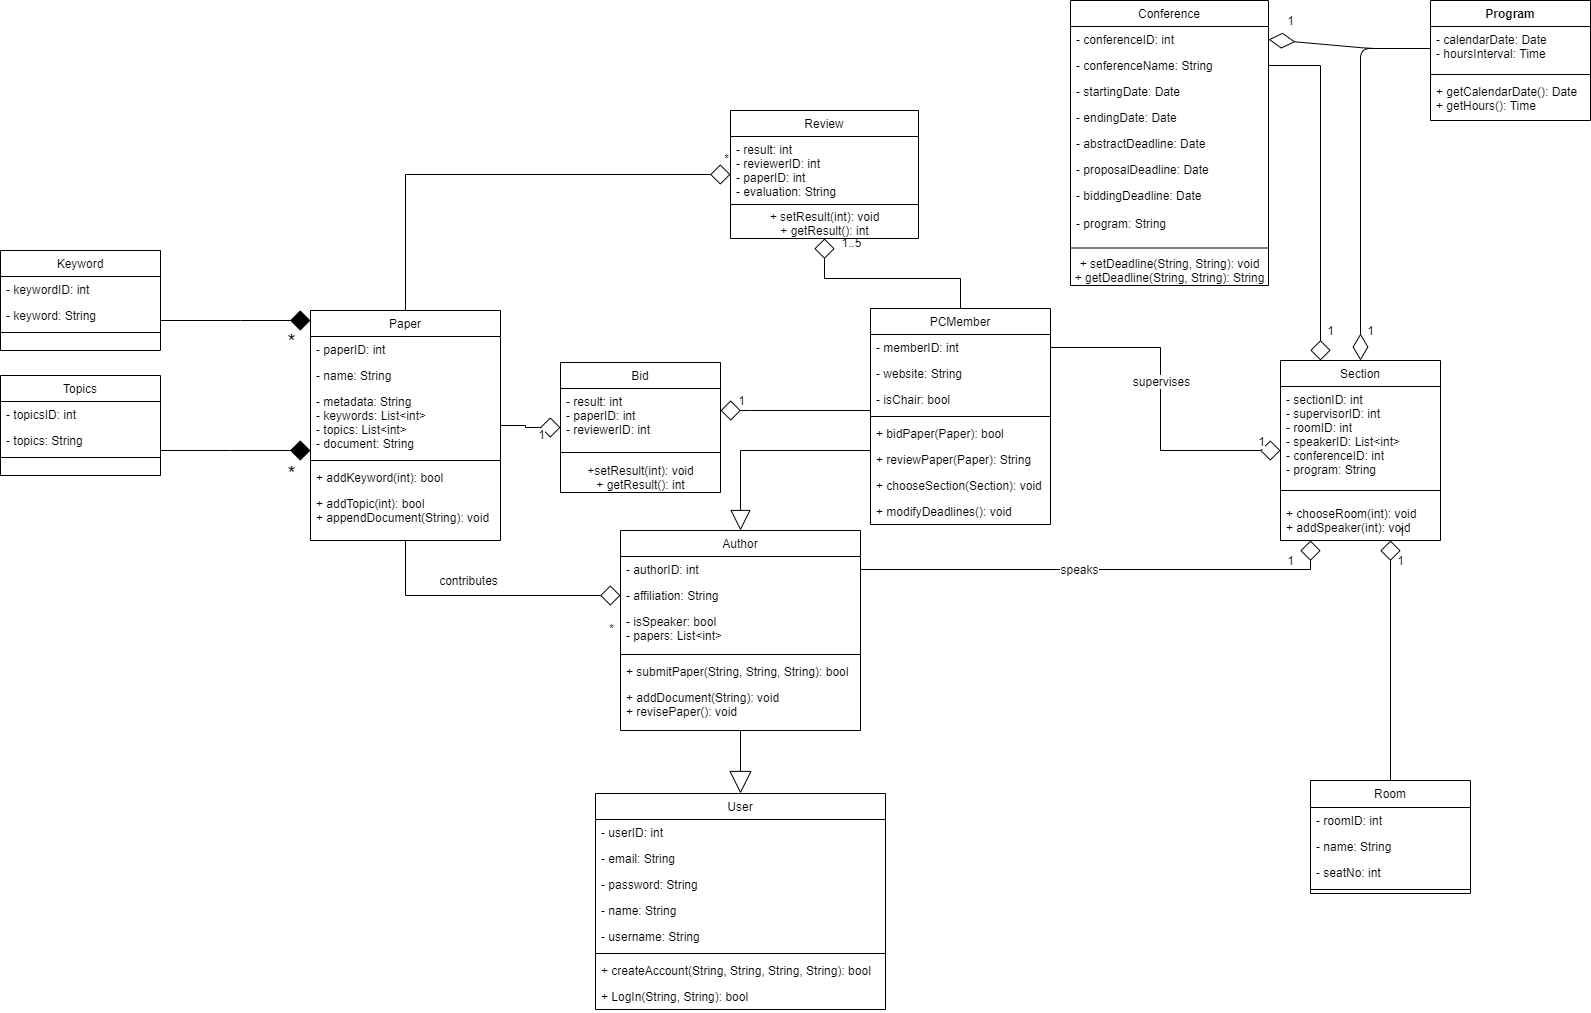 Conference
- conferenceID: int
- conferenceName: String
- startingDate: Date
- endingDate: Date
- abstractDeadline: Date
- proposalDeadline: Date
- biddingDeadline: Date
- program: String
+ setDeadline(String, String): void
+ getDeadline(String, String): String
1
Program
- calendarDate: Date
- hoursInterval: Time
+ getCalendarDate(): Date
+ getHours(): Time
Review
- result: int
- reviewerID: int
- paperID: int
- evaluation: String
+ setResult(int): void
+ getResult(): int
*
1..5
Keyword
- keywordID: int
- keyword: String
*
Topics
- topicsID: int
- topics: String
*
Paper
- paperID: int
- name: String
- metadata: String
- keywords: List<int>
- topics: List<int>
- document: String
+ addKeyword(int): bool
+ addTopic(int): bool
+ appendDocument(String): void
contributes
*
Bid
- result: int
- paperID: int
- reviewerID: int
+setResult(int): void
+ getResult(): int
1
1
PCMember
- memberID: int
- website: String
- isChair: bool
+ bidPaper(Paper): bool
+ reviewPaper(Paper): String
+ chooseSection(Section): void
+ modifyDeadlines(): void
supervises
1
1
1
Section
- sectionID: int
- supervisorID: int
- roomID: int
- speakerID: List<int>
- conferenceID: int
- program: String
+ chooseRoom(int): void
+ addSpeaker(int): void
1
1
1
speaks
Author
- authorID: int
- affiliation: String
- isSpeaker: bool
- papers: List<int>
+ submitPaper(String, String, String): bool
+ addDocument(String): void
+ revisePaper(): void
User
- userID: int
- email: String
- password: String
- name: String
- username: String
+ createAccount(String, String, String, String): bool
+ LogIn(String, String): bool
Room
- roomID: int
- name: String
- seatNo: int